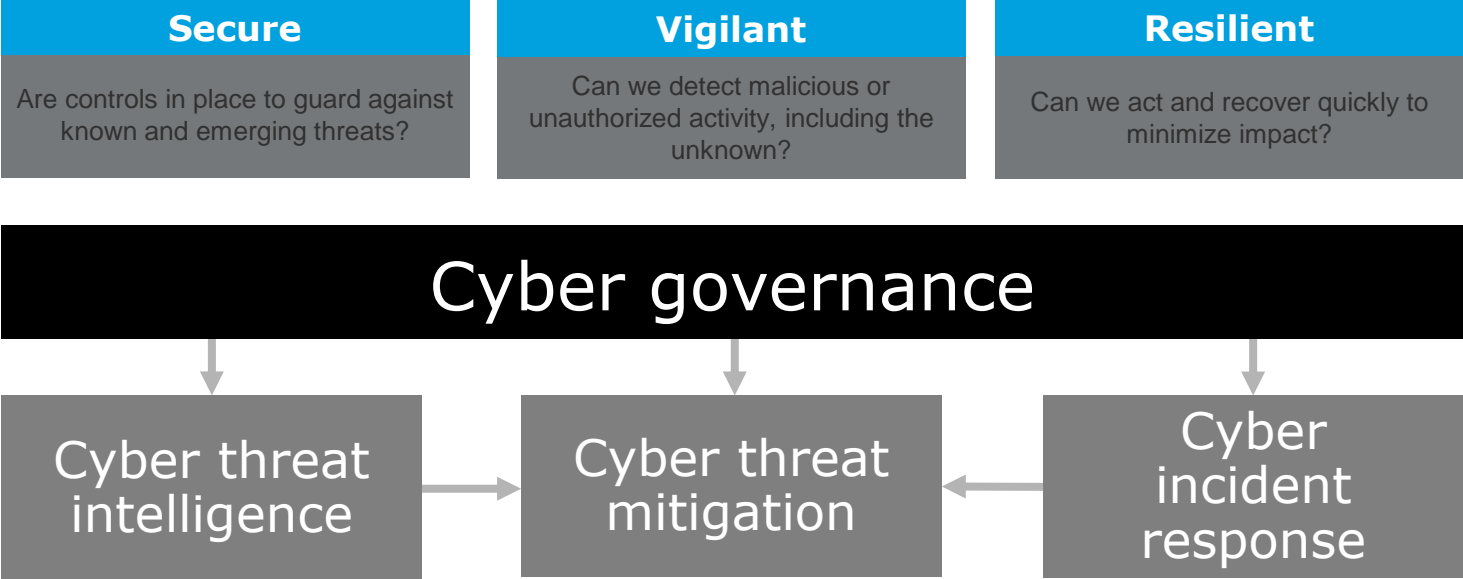 Secure
Are controls in place to guard against
known and emerging threats?
Vigilant
Can we detect malicious or
unauthorized activity, including the
unknown?
Resilient
Can we act and recover quickly to
minimize impact?
Cyber governance
Cyber threat
intelligence
Cyber threat
mitigation
Cyber
incident
response